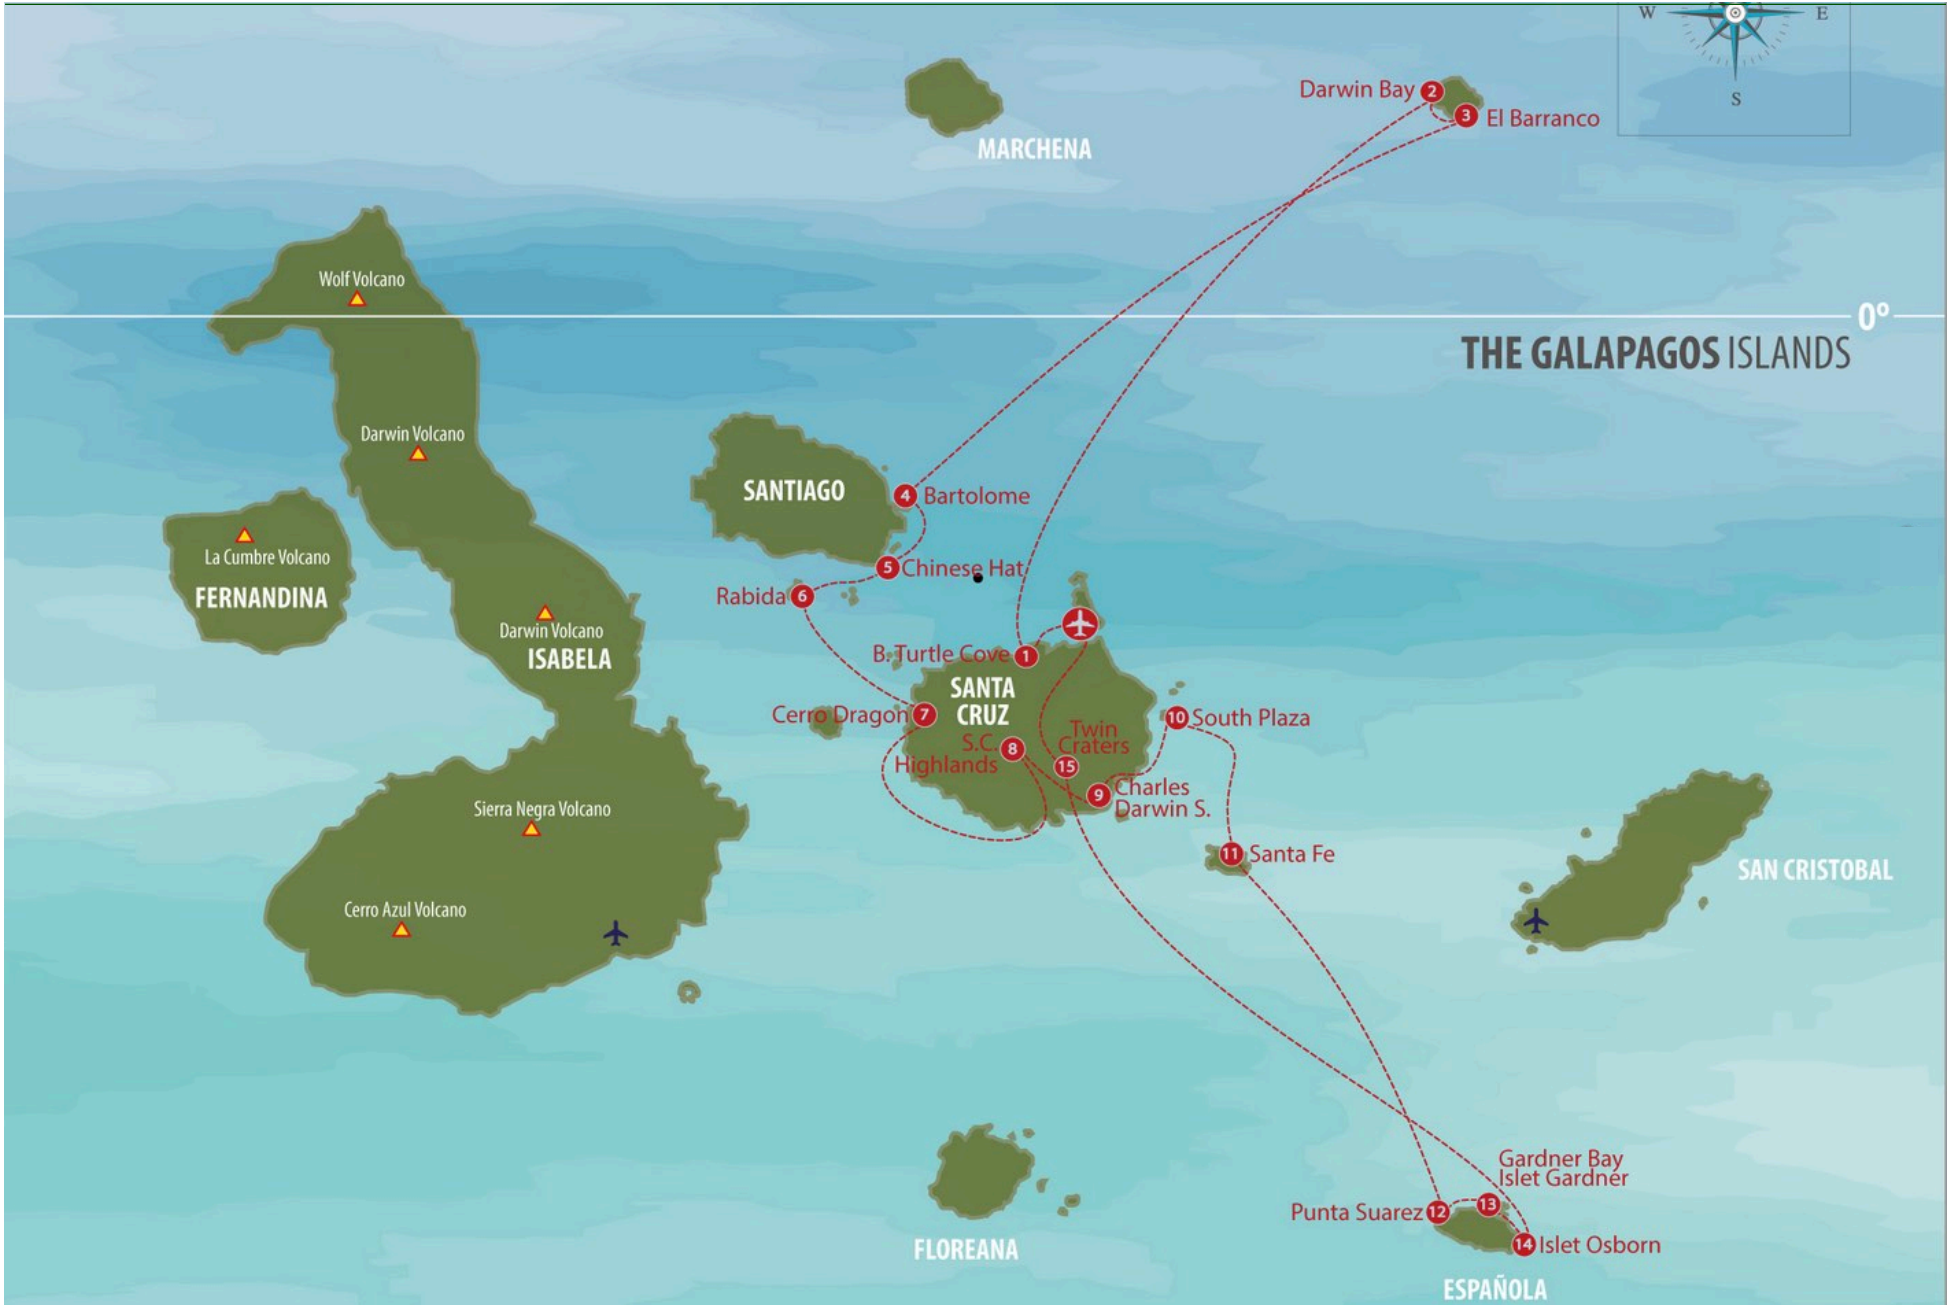 W
E
S
Darwin Bay
2
3
El Barranco
MARCHENA
Wolf Volcano
0º
THE GALAPAGOS ISLANDS
Darwin Volcano
SANTIAGO
4
Bartolome
La Cumbre Volcano
FERNANDINA
5
Chinese Hat
Rabida
6
Darwin Volcano
ISABELA
B. Turtle Cove
1
SANTA
CRUZ
Cerro Dragon
7
10
South Plaza
Twin
Craters
15
S.C.
Highlands
8
9
Charles
Darwin S.
Sierra Negra Volcano
11
Santa Fe
SAN CRISTOBAL
Cerro Azul Volcano
Gardner Bay
Islet Gardner
13
Punta Suarez
12
14
Islet Osborn
FLOREANA
ESPAÑOLA